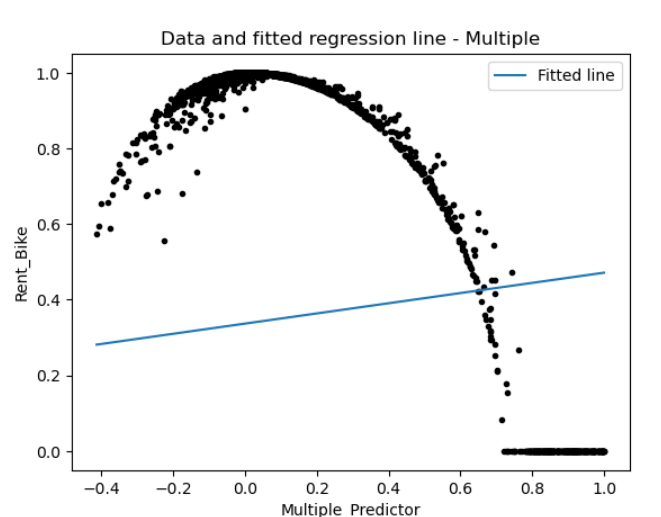 Data and fitted regression line - Multiple
Fitted line
1.0
0.8
0.6
0.4
0.2
0.0
Rent_Bike
−0.4 −0.2 0.0 0.2 0.4 0.6 0.8 1.0
Multiple_Predictor